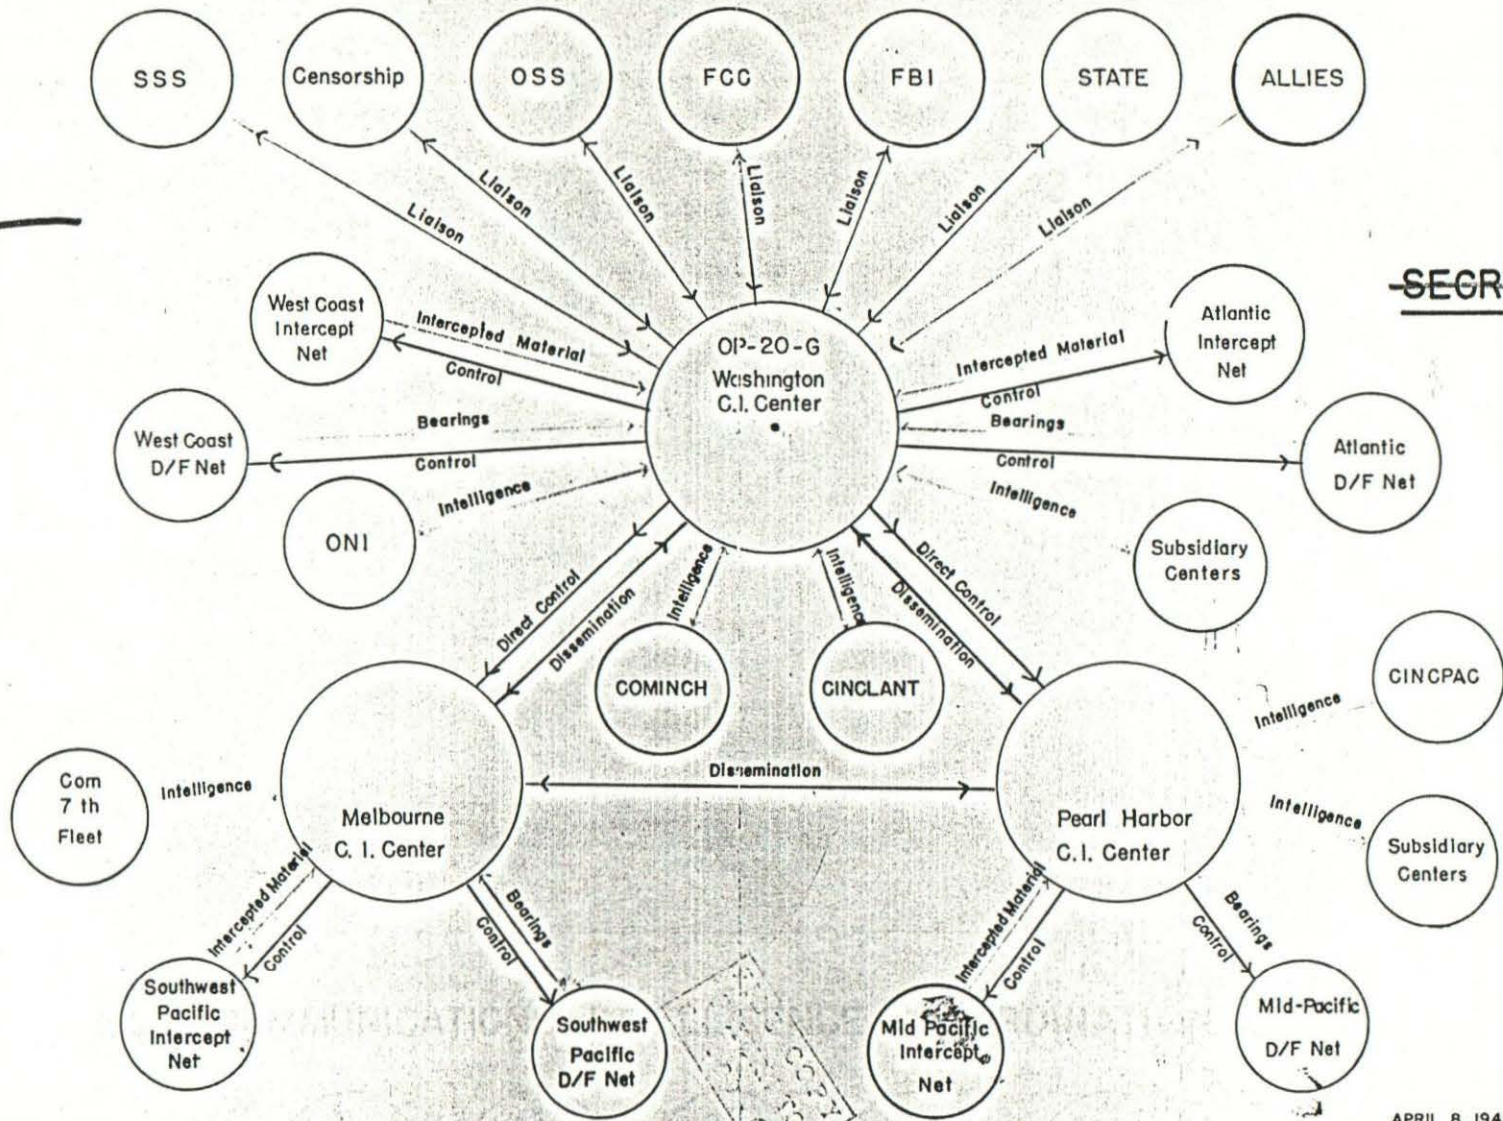 SSS
Censorship
OSS
FCC
FBI
STATE
ALLIES
Liaison
Liaison
Liaison
Liaison
Liaison
Liaison
Liaison
West Coast
Intercept
Net
Intercepted Material
Control
OP-20-G
Washington
C.I. Center
Intercepted Material
Control
Atlantic
Intercept
Net
West Coast
D/F Net
Bearings
Control
Bearings
Control
Atlantic
D/F Net
ONI
Intelligence
Intelligence
Subsidiary
Centers
Direct Control
Dissemination
Intelligence
Intelligence
Direct Control
Dissemination
COMINCH
CINCLANT
CINCPAC
Intelligence
Com
7 th
Fleet
Intelligence
Melbourne
C. I. Center
Dissemination
Pearl Harbor
C.I. Center
Intelligence
Subsidiary
Centers
Intercepted Material
Control
Bearings
Control
Intercepted Material
Control
Bearings
Control
Southwest
Pacific
Intercept
Net
Southwest
Pacific
D/F Net
Mid Pacific
Intercept
Net
Mid-Pacific
D/F Net
APRIL 8, 194